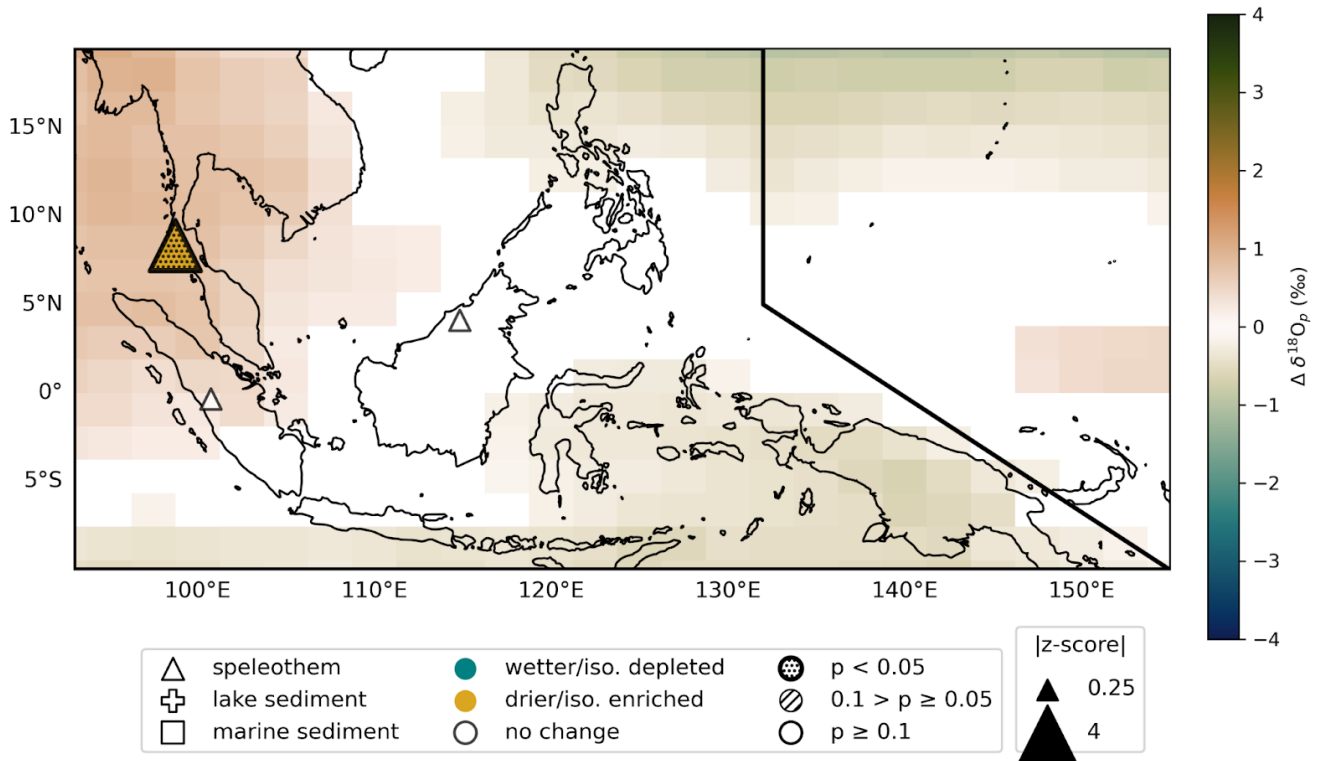 15°N
10°N
5°N
0°
5°S
100°E 110°E 120°E 130°E 140°E 150°E
4
3
2
1
0
−1
−2
−3
−4
Δ δ¹⁸Oₚ (‰)
speleothem
lake sediment
marine sediment
wetter/iso. depleted
drier/iso. enriched
no change
p < 0.05
0.1 > p ≥ 0.05
p ≥ 0.1
|z-score|
0.25
4